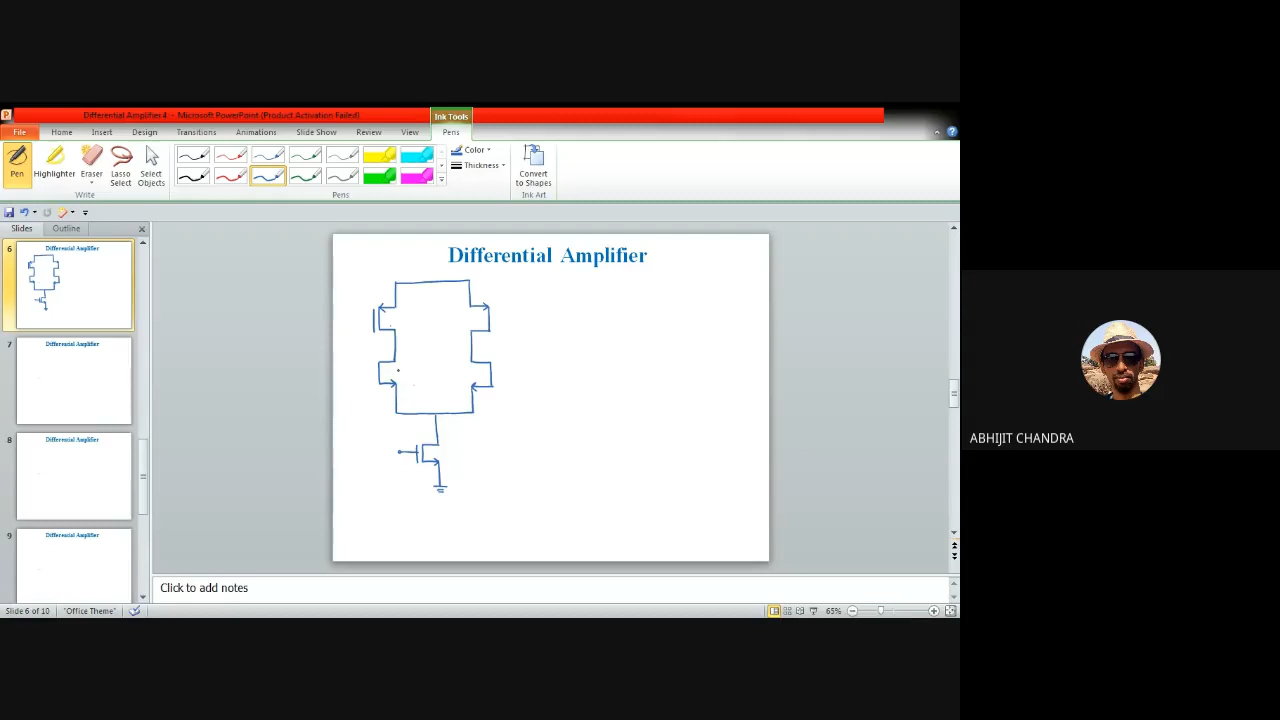 Differential Amplifier 4 - Microsoft PowerPoint (Product Activation Failed)
Ink Tools
File Home Insert Design Transitions Animations Slide Show Review View Pens
Pen Highlighter Eraser Lasso Select Select Objects
Color
Thickness
Convert to Shapes
Write Pens Ink Art
Slides Outline
6 Differential Amplifier
7 Differential Amplifier
8 Differential Amplifier
9 Differential Amplifier
Differential Amplifier
Click to add notes
Slide 6 of 10 "Office Theme" 65%
ABHIJIT CHANDRA